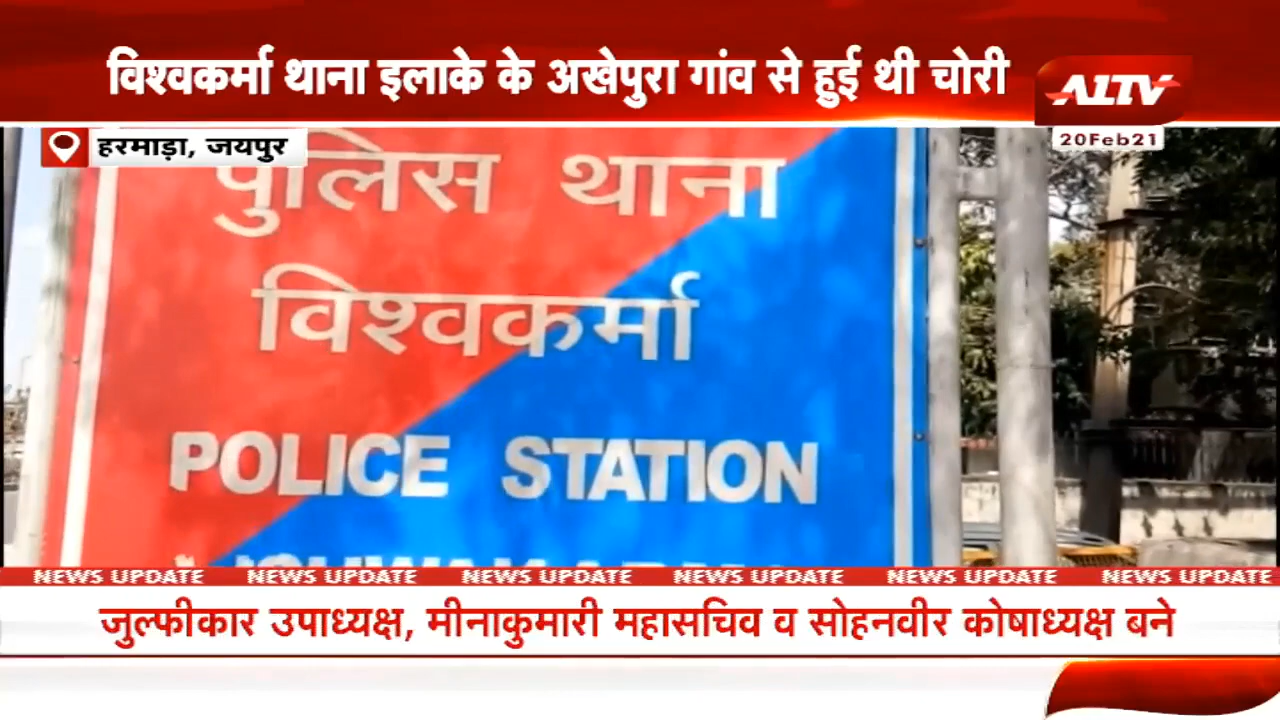 विश्वकर्मा थाना इलाके के अखेपुरा गांव से हुई थी चोरी
ALTV
20Feb21
हरमाड़ा, जयपुर
पुलिस थाना
विश्वकर्मा
POLICE STATION
NEWS UPDATE NEWS UPDATE NEWS UPDATE NEWS UPDATE NEWS UPDATE NEWS UPDATE
जुल्फीकार उपाध्यक्ष, मीनाकुमारी महासचिव व सोहनवीर कोषाध्यक्ष बने